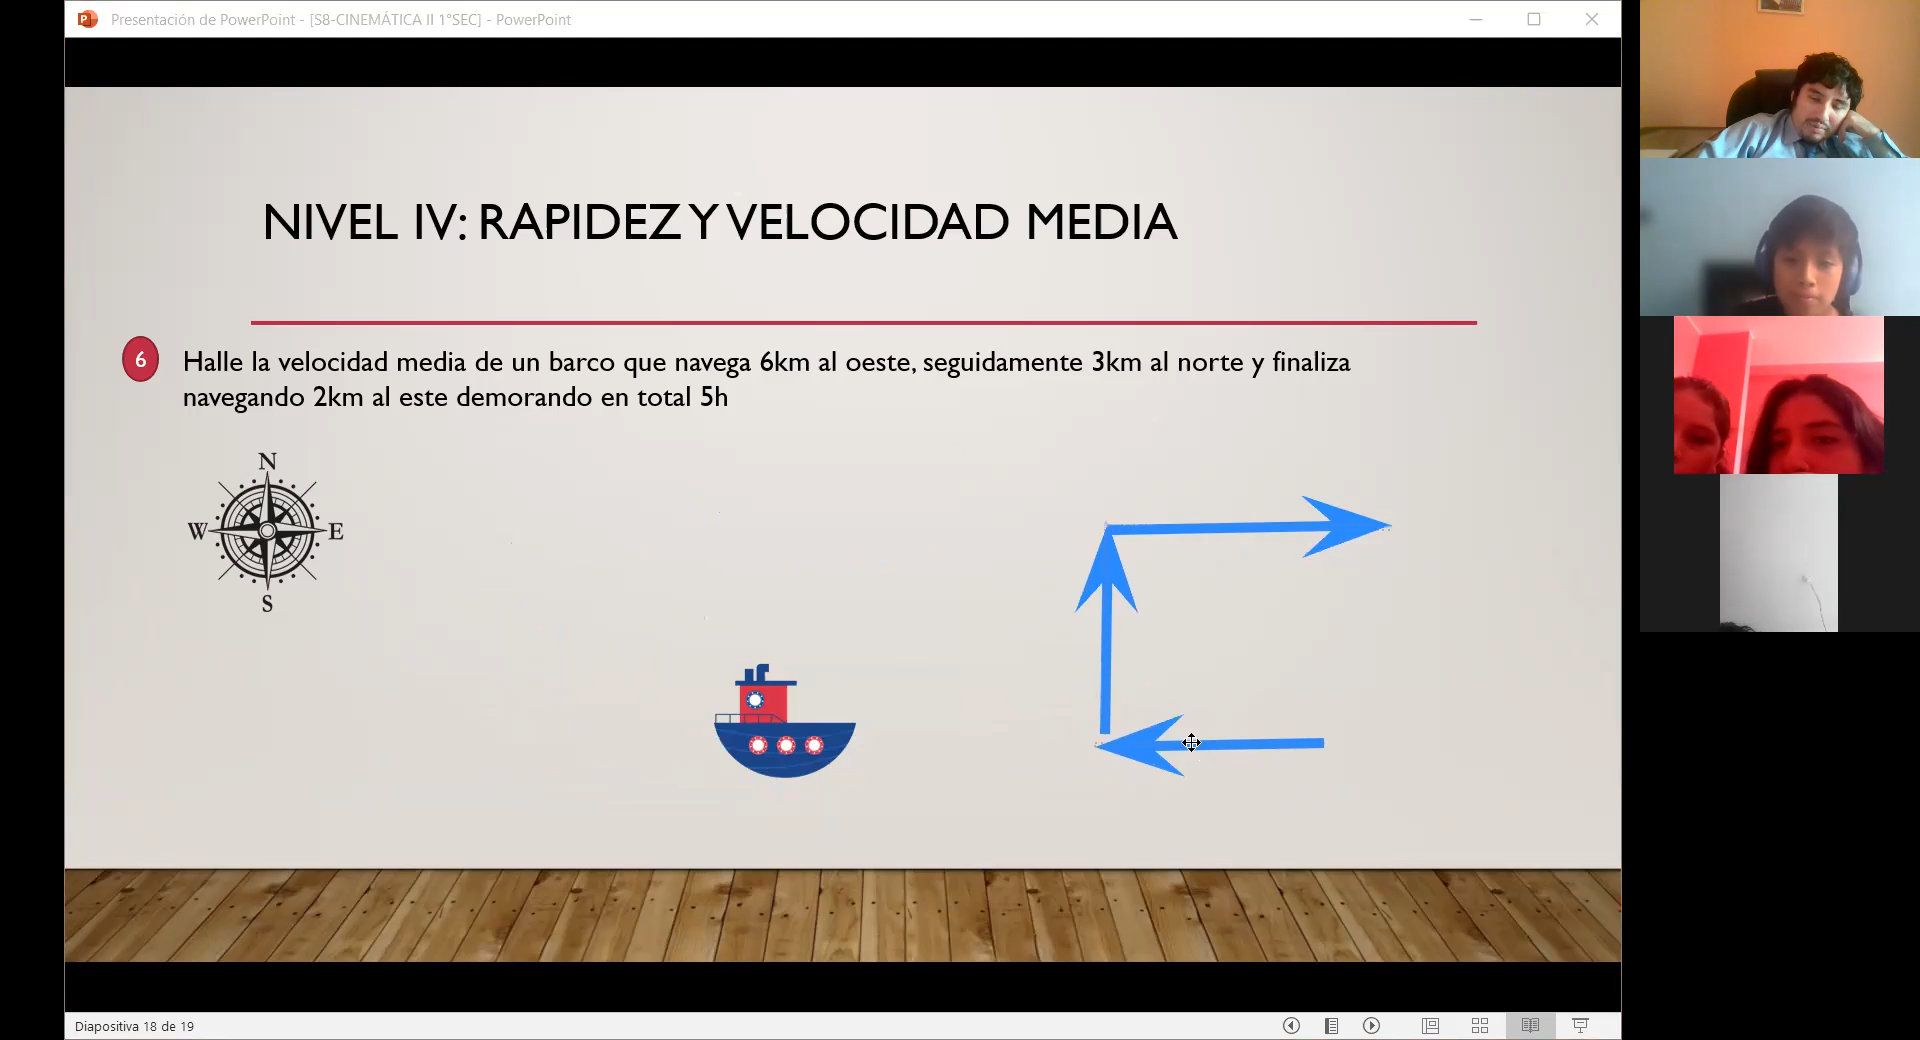 Presentación de PowerPoint - [S8-CINEMÁTICA II 1°SEC] - PowerPoint
NIVEL IV: RAPIDEZ Y VELOCIDAD MEDIA
6
Halle la velocidad media de un barco que navega 6km al oeste, seguidamente 3km al norte y finaliza
navegando 2km al este demorando en total 5h
N
W E
S
Diapositiva 18 de 19